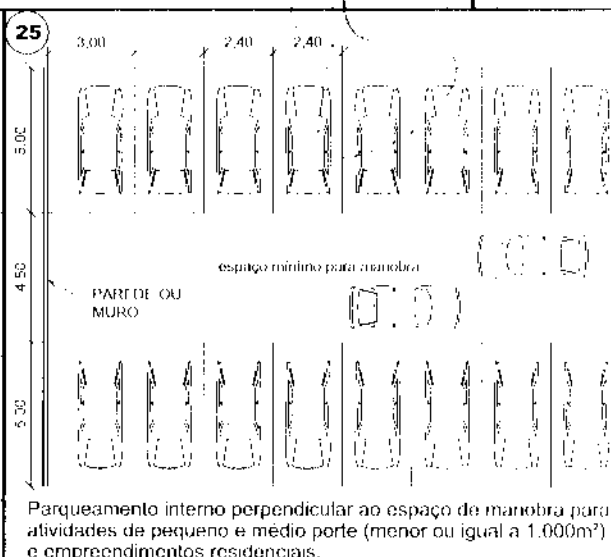 25
3,00
2,40
2,40
5,00
espaço mínimo para manobra
4,50
PAREDE OU
MURO
5,00
Parqueamento interno perpendicular ao espaço de manobra para
atividades de pequeno e médio porte (menor ou igual a 1.000m²)
e empreendimentos residenciais.